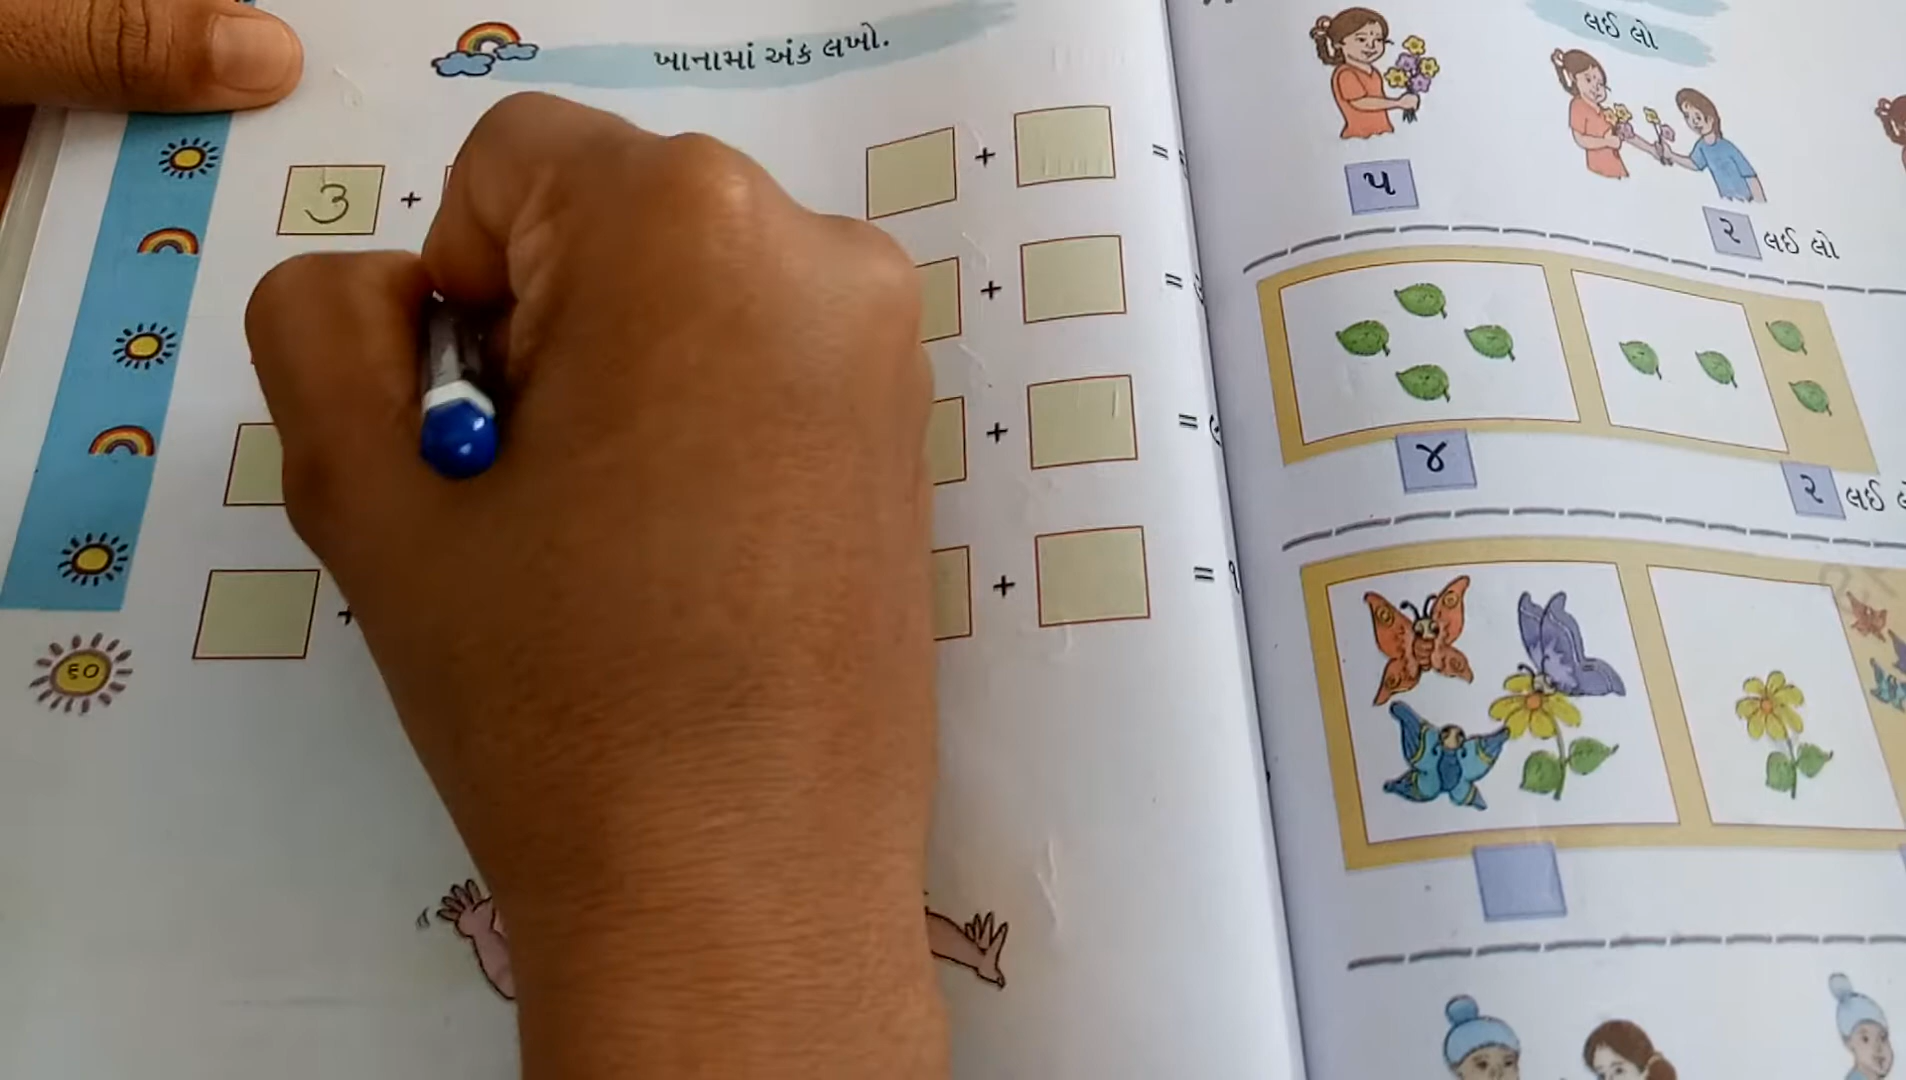 ખાનામાં અંક લખો.
૩ +
+ =
+ =
+ =
+
+ =
૬૦
લઈ લો
૫
૨ લઈ લો
૪
૨ લઈ